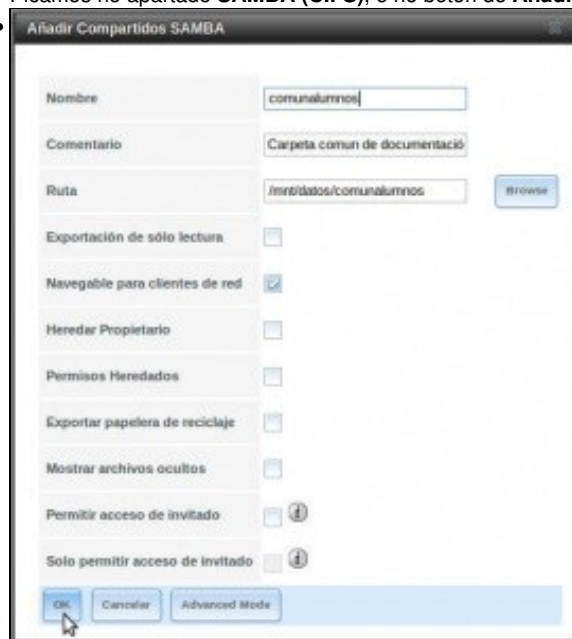 Picamos no apartado SAMBA (CIFS), e no botón de Añadir
Añadir Compartidos SAMBA
Nombre
comunalumnos
Comentario
Carpeta comun de documentació
Ruta
/mnt/datos/comunalumnos
Browse
Exportación de sólo lectura
Navegable para clientes de red
Heredar Propietario
Permisos Heredados
Exportar papelera de reciclaje
Mostrar archivos ocultos
Permitir acceso de invitado
Solo permitir acceso de invitado
OK
Cancelar
Advanced Mode